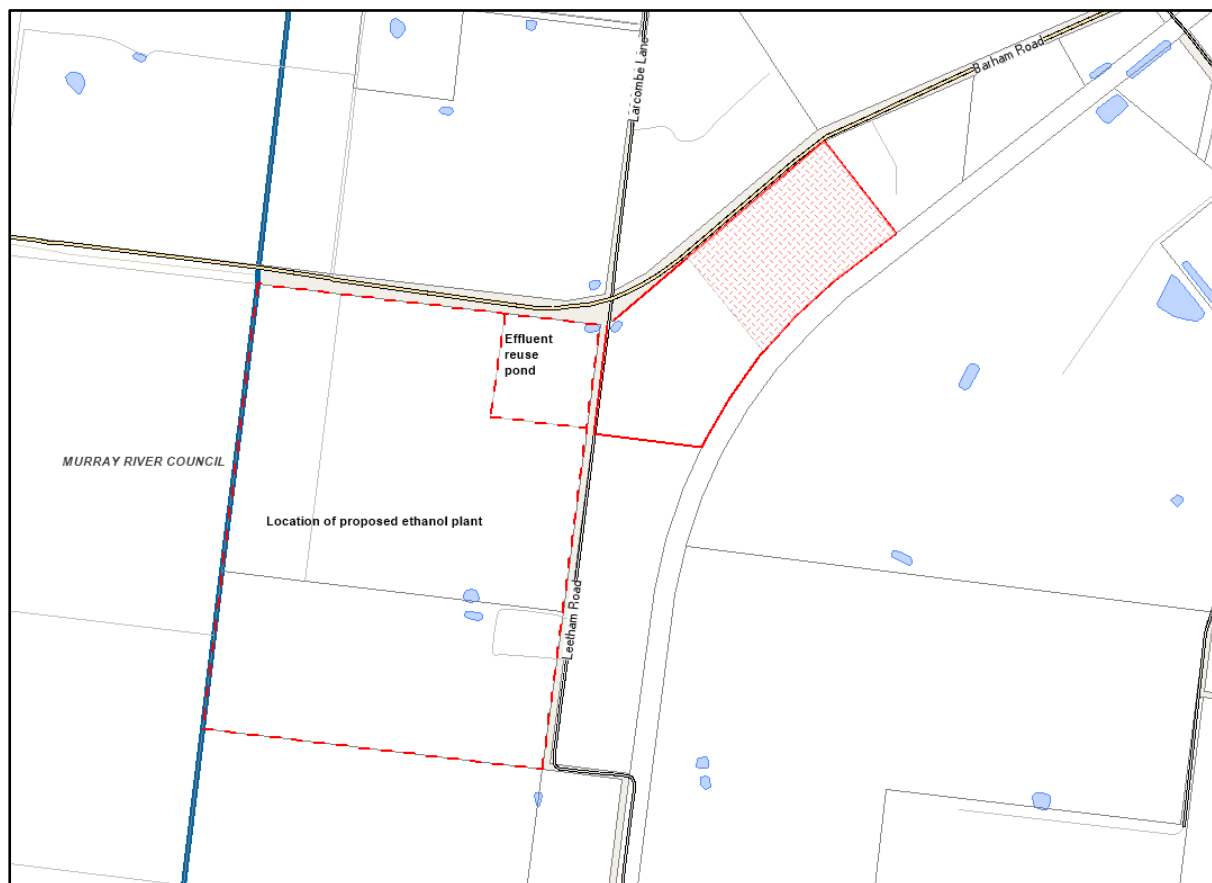 Larcombe Lane
Barham Road
Effluent
reuse
pond
MURRAY RIVER COUNCIL
Location of proposed ethanol plant
Leetham Road